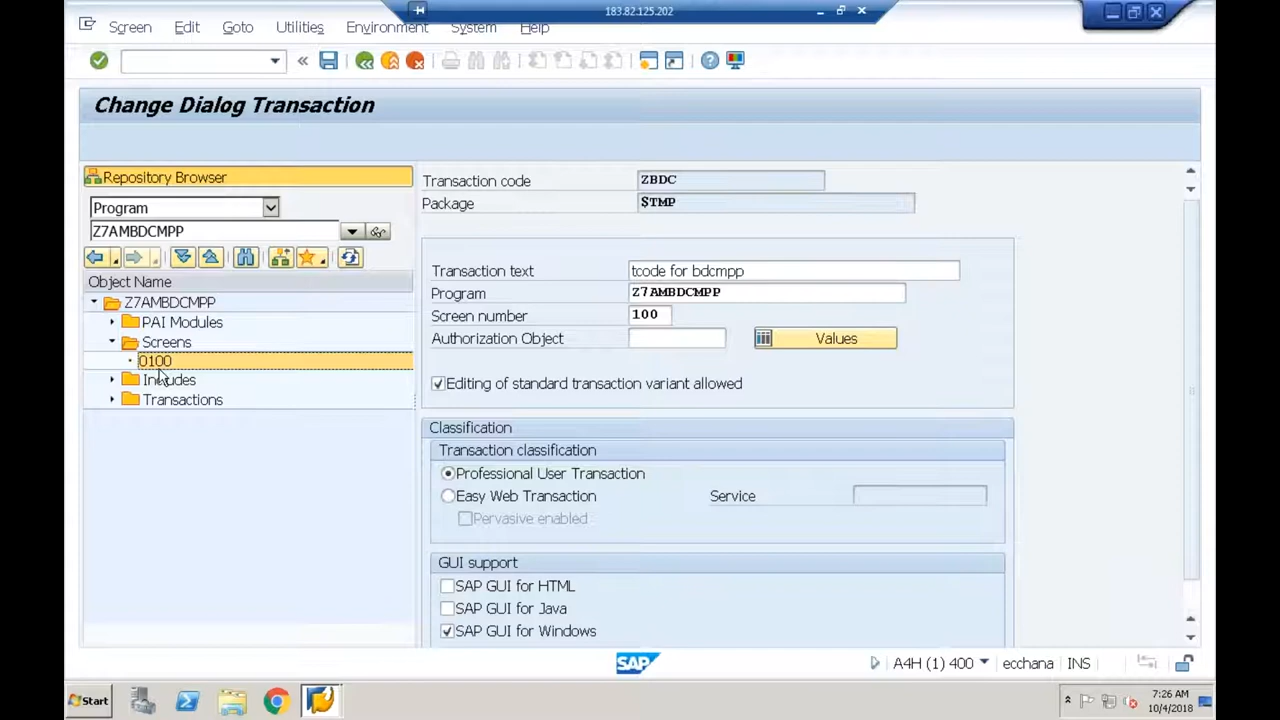 183.82.125.202
Screen Edit Goto Utilities Environment System Help
Change Dialog Transaction
Repository Browser
Program
Z7AMBDCMPP
Object Name
Z7AMBDCMPP
PAI Modules
Screens
0100
Includes
Transactions
Transaction code ZBDC
Package $TMP
Transaction text tcode for bdcmpp
Program Z7AMBDCMPP
Screen number 100
Authorization Object Values
Editing of standard transaction variant allowed
Classification
Transaction classification
Professional User Transaction
Easy Web Transaction Service
Pervasive enabled
GUI support
SAP GUI for HTML
SAP GUI for Java
SAP GUI for Windows
SAP A4H (1) 400 ecchana INS
Start 7:26 AM
10/4/2018